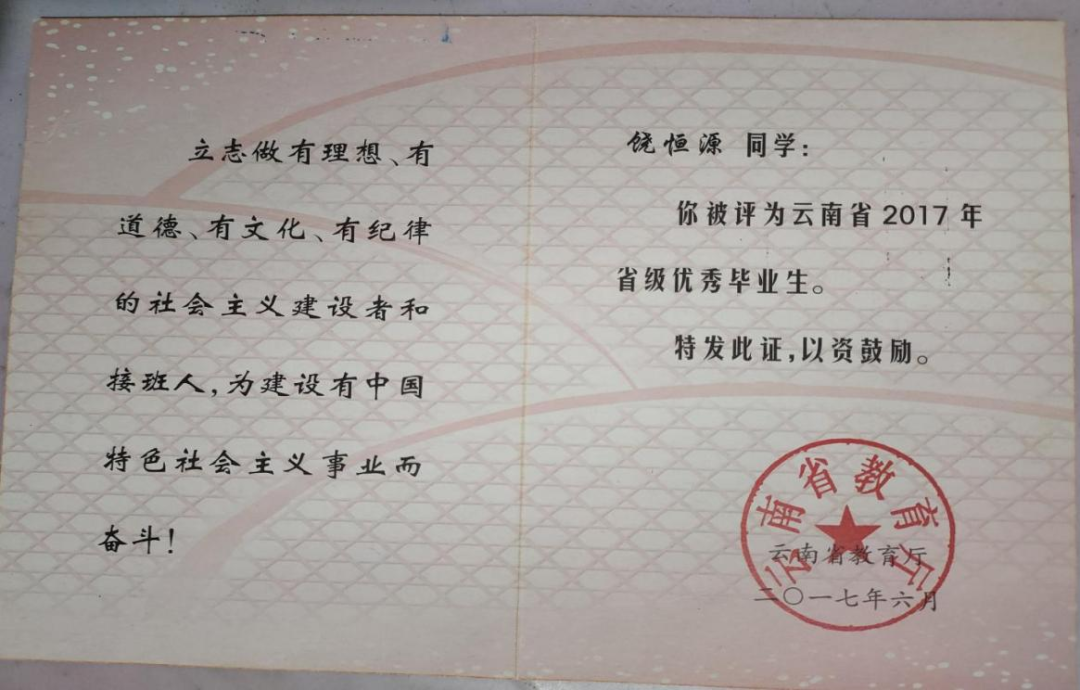 立志做有理想、有
道德、有文化、有纪律
的社会主义建设者和
接班人,为建设有中国
特色社会主义事业而
奋斗!
饶恒源 同学:
你被评为云南省2017年
省级优秀毕业生。
特发此证,以资鼓励。
云南省教育厅
云南省教育厅
二〇一七年六月